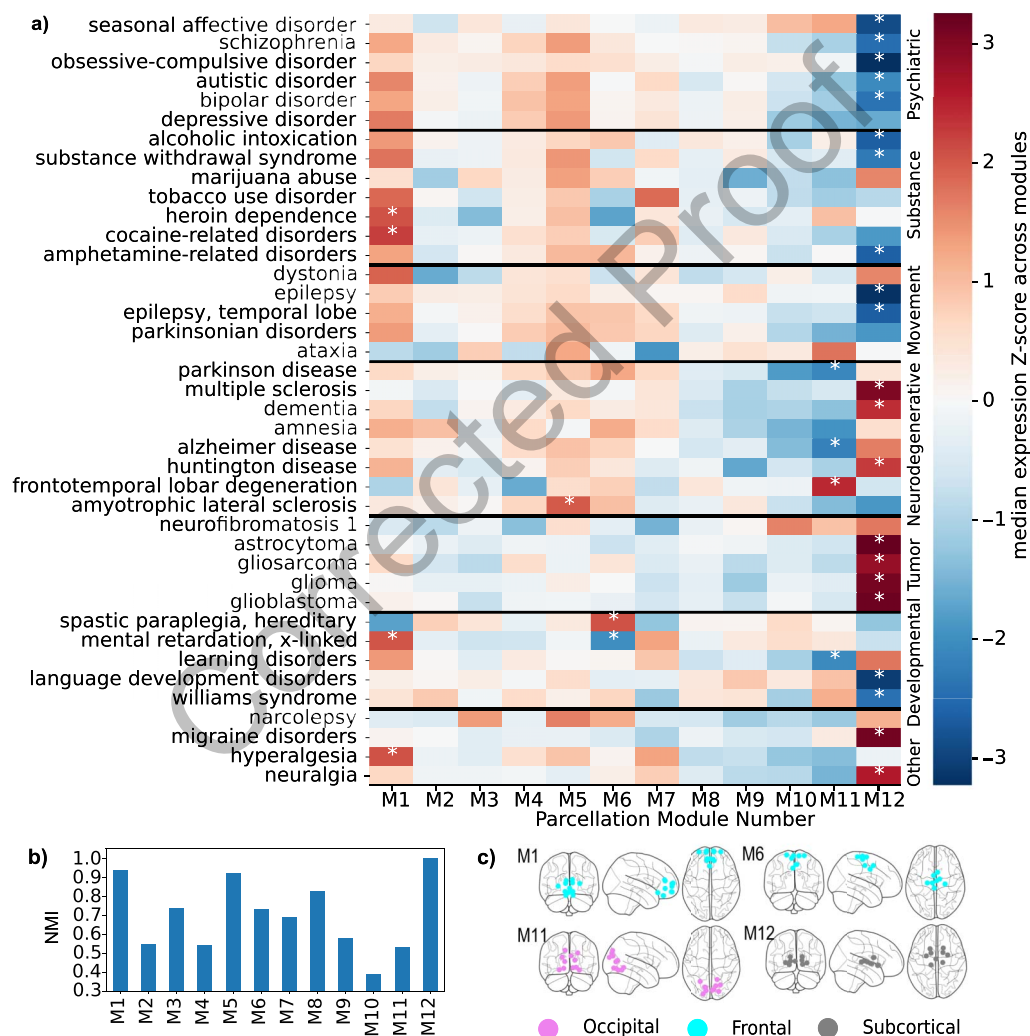 a)
seasonal affective disorder
schizophrenia
obsessive-compulsive disorder
autistic disorder
bipolar disorder
depressive disorder
alcoholic intoxication
substance withdrawal syndrome
marijuana abuse
tobacco use disorder
heroin dependence
cocaine-related disorders
amphetamine-related disorders
dystonia
epilepsy
epilepsy, temporal lobe
parkinsonian disorders
ataxia
parkinson disease
multiple sclerosis
dementia
amnesia
alzheimer disease
huntington disease
frontotemporal lobar degeneration
amyotrophic lateral sclerosis
neurofibromatosis 1
astrocytoma
gliosarcoma
glioma
glioblastoma
spastic paraplegia, hereditary
mental retardation, x-linked
learning disorders
language development disorders
williams syndrome
narcolepsy
migraine disorders
hyperalgesia
neuralgia
Psychiatric
Substance
Movement
Neurodegenerative
Tumor
Developmental
Other
M1 M2 M3 M4 M5 M6 M7 M8 M9 M10 M11 M12
Parcellation Module Number
3
2
1
0
−1
−2
−3
median expression Z-score across modules
Corrected Proof
b)
NMI
1.0
0.9
0.8
0.7
0.6
0.5
0.4
0.3
M1 M2 M3 M4 M5 M6 M7 M8 M9 M10 M11 M12
c)
M1 M6
M11 M12
Occipital Frontal Subcortical